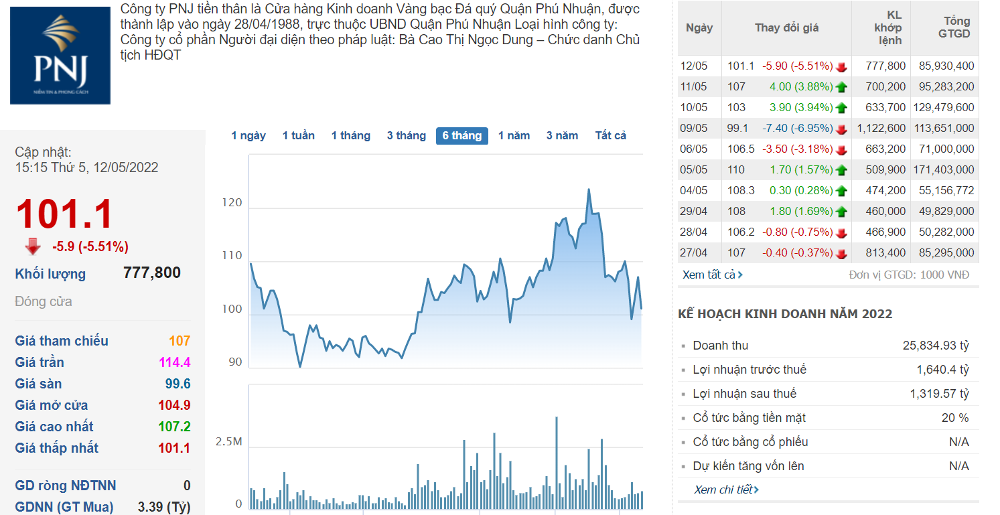 PNJ
NIỀM TIN & PHONG CÁCH
Công ty PNJ tiền thân là Cửa hàng Kinh doanh Vàng bạc Đá quý Quận Phú Nhuận, được
thành lập vào ngày 28/04/1988, trực thuộc UBND Quận Phú Nhuận Loại hình công ty:
Công ty cổ phần Người đại diện theo pháp luật: Bà Cao Thị Ngọc Dung – Chức danh Chủ
tịch HĐQT
Cập nhật:
15:15 Thứ 5, 12/05/2022
101.1
-5.9 (-5.51%)
Khối lượng 777,800
Đóng cửa
Giá tham chiếu 107
Giá trần 114.4
Giá sàn 99.6
Giá mở cửa 104.9
Giá cao nhất 107.2
Giá thấp nhất 101.1
GD ròng NĐTNN 0
GDNN (GT Mua) 3.39 (Tỷ)
1 ngày 1 tuần 1 tháng 3 tháng 6 tháng 1 năm 3 năm Tất cả
120
110
100
90
2.5M
0
Ngày Thay đổi giá KL khớp lệnh Tổng GTGD
12/05 101.1 -5.90 (-5.51%) 777,800 85,930,400
11/05 107 4.00 (3.88%) 700,200 95,283,200
10/05 103 3.90 (3.94%) 633,700 129,479,600
09/05 99.1 -7.40 (-6.95%) 1,122,600 113,651,000
06/05 106.5 -3.50 (-3.18%) 663,200 71,000,000
05/05 110 1.70 (1.57%) 509,900 171,403,000
04/05 108.3 0.30 (0.28%) 474,200 55,156,772
29/04 108 1.80 (1.69%) 460,000 49,829,000
28/04 106.2 -0.80 (-0.75%) 466,900 50,282,000
27/04 107 -0.40 (-0.37%) 813,400 85,295,000
Xem tất cả Đơn vị GTGD: 1000 VNĐ
KẾ HOẠCH KINH DOANH NĂM 2022
Doanh thu 25,834.93 tỷ
Lợi nhuận trước thuế 1,640.4 tỷ
Lợi nhuận sau thuế 1,319.57 tỷ
Cổ tức bằng tiền mặt 20 %
Cổ tức bằng cổ phiếu N/A
Dự kiến tăng vốn lên N/A
Xem chi tiết